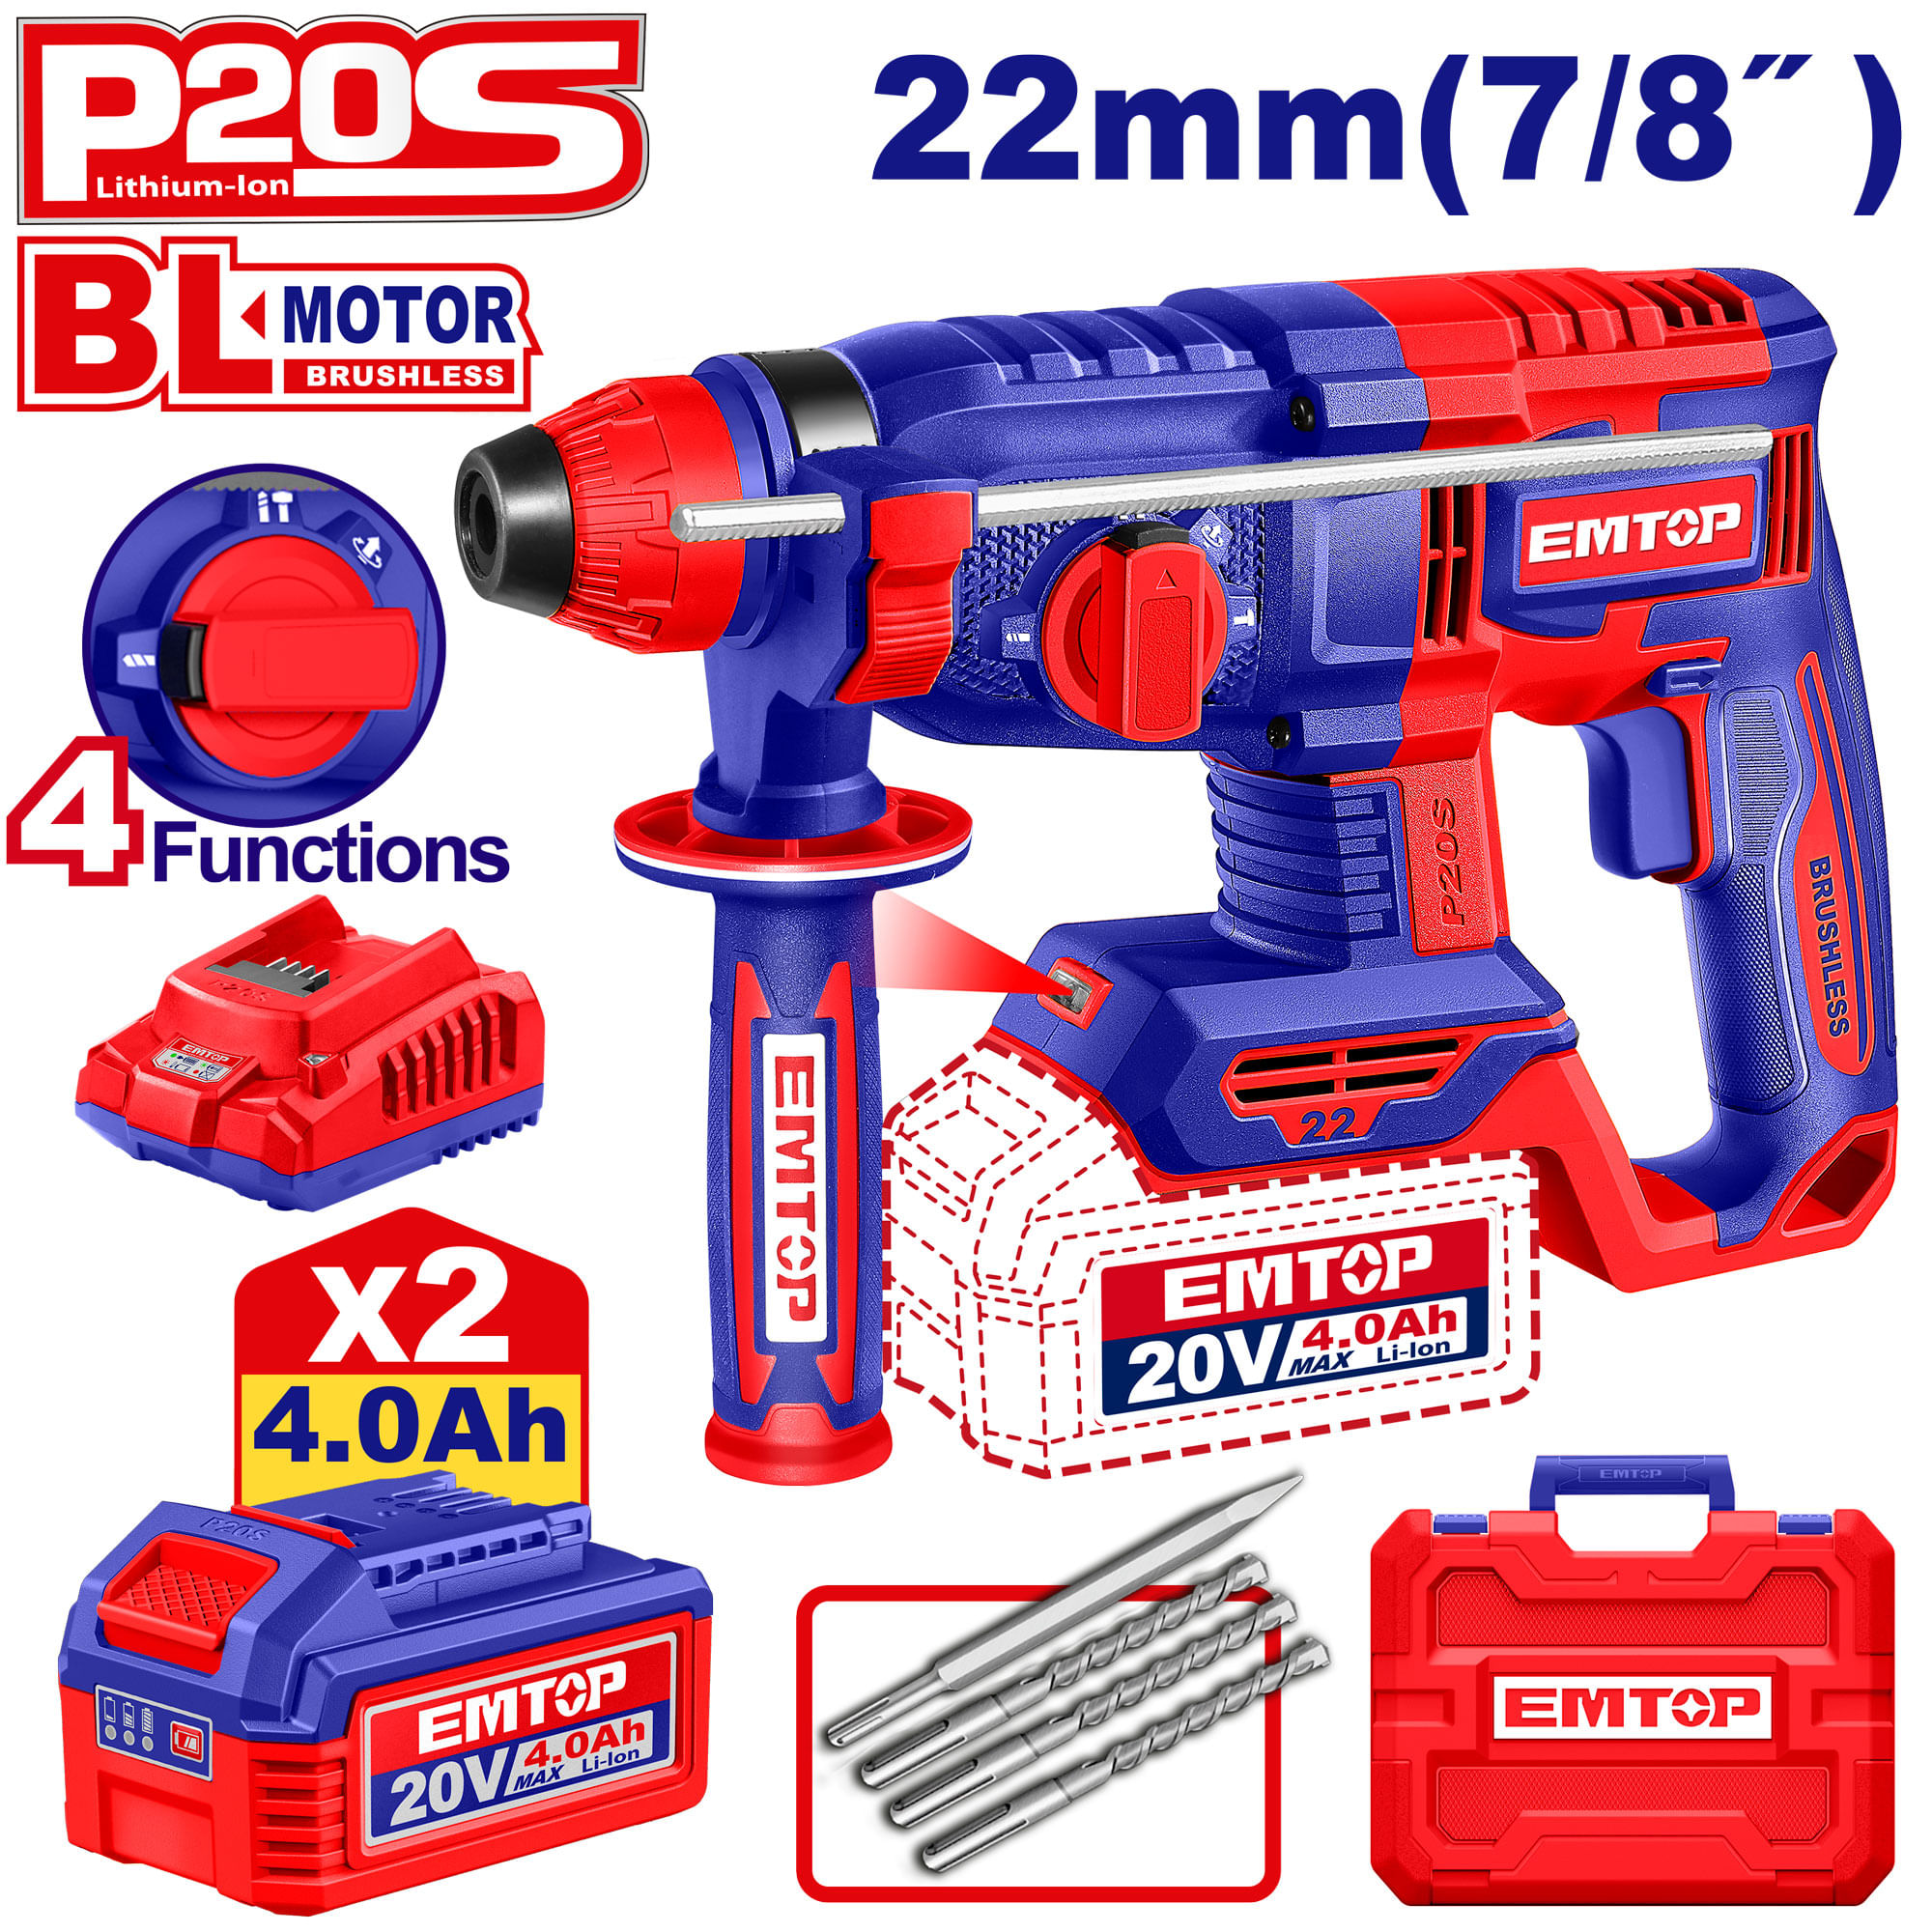 P20S
Lithium-Ion
22mm(7/8″)
BL MOTOR
BRUSHLESS
EMTOP
4 Functions
P20S
BRUSHLESS
P20S
EMTOP
EMTOP
22
x2
4.0Ah
EMTOP
20V MAX 4.0Ah Li-Ion
EMTOP
P20S
EMTOP
20V MAX 4.0Ah Li-Ion
EMTOP